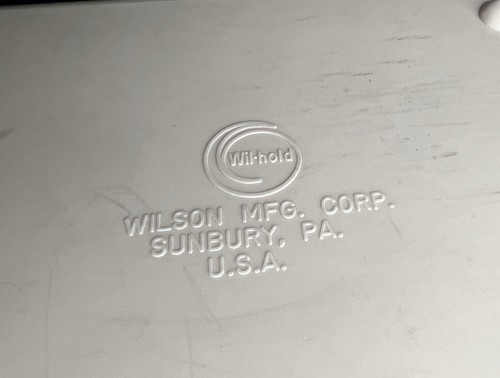 Wil-hold
WILSON MFG. CORP.
SUNBURY, PA.
U.S.A.